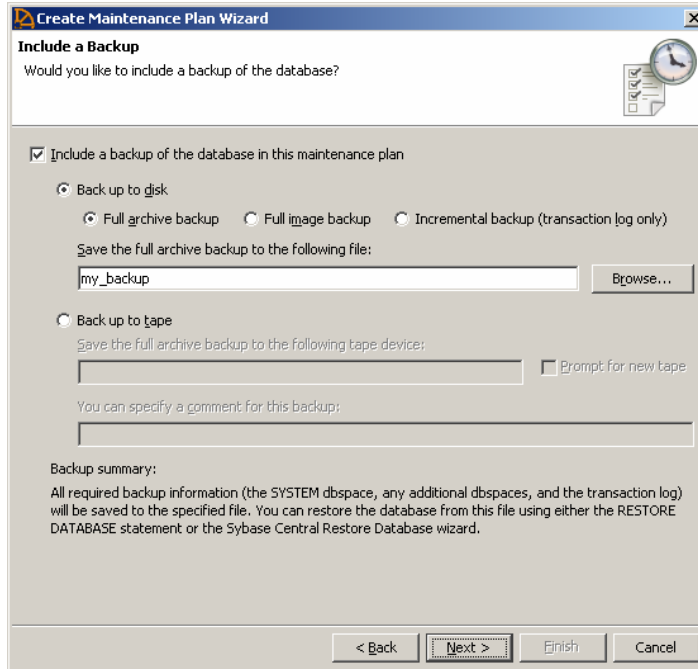 Create Maintenance Plan Wizard
Include a Backup
Would you like to include a backup of the database?
Include a backup of the database in this maintenance plan
Back up to disk
Full archive backup Full image backup Incremental backup (transaction log only)
Save the full archive backup to the following file:
my_backup Browse...
Back up to tape
Save the full archive backup to the following tape device:
Prompt for new tape
You can specify a comment for this backup:
Backup summary:
All required backup information (the SYSTEM dbspace, any additional dbspaces, and the transaction log)
will be saved to the specified file. You can restore the database from this file using either the RESTORE
DATABASE statement or the Sybase Central Restore Database wizard.
< Back Next > Finish Cancel